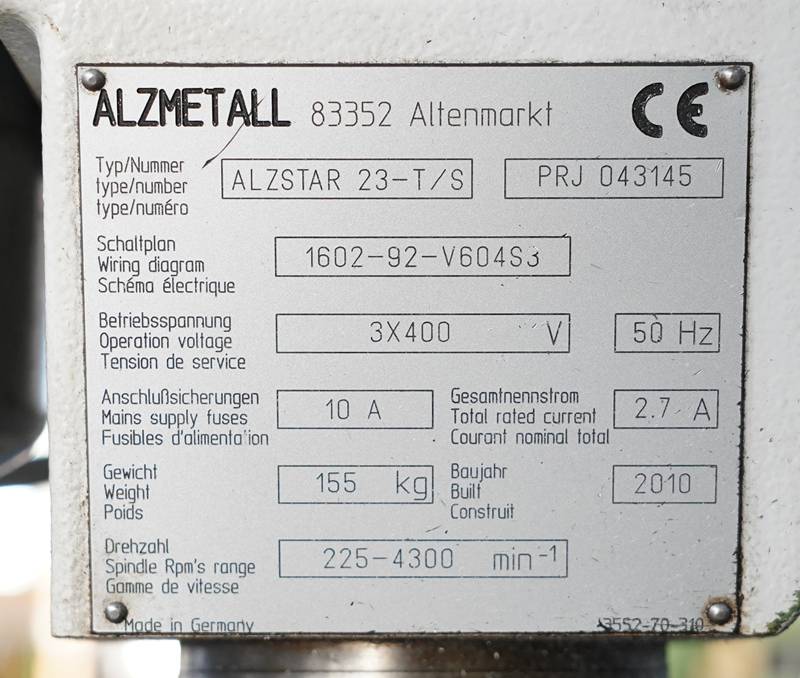 ALZMETALL 83352 Altenmarkt CE
Typ/Nummer
type/number
type/numéro
ALZSTAR 23-T/S
PRJ 043145
Schaltplan
Wiring diagram
Schéma électrique
1602-92-V604S3
Betriebsspannung
Operation voltage
Tension de service
3X400 V
50 Hz
Anschlußsicherungen
Mains supply fuses
Fusibles d'alimentation
10 A
Gesamtnennstrom
Total rated current
Courant nominal total
2.7 A
Gewicht
Weight
Poids
155 kg
Baujahr
Built
Construit
2010
Drehzahl
Spindle Rpm's range
Gamme de vitesse
225-4300 min⁻¹
Made in Germany